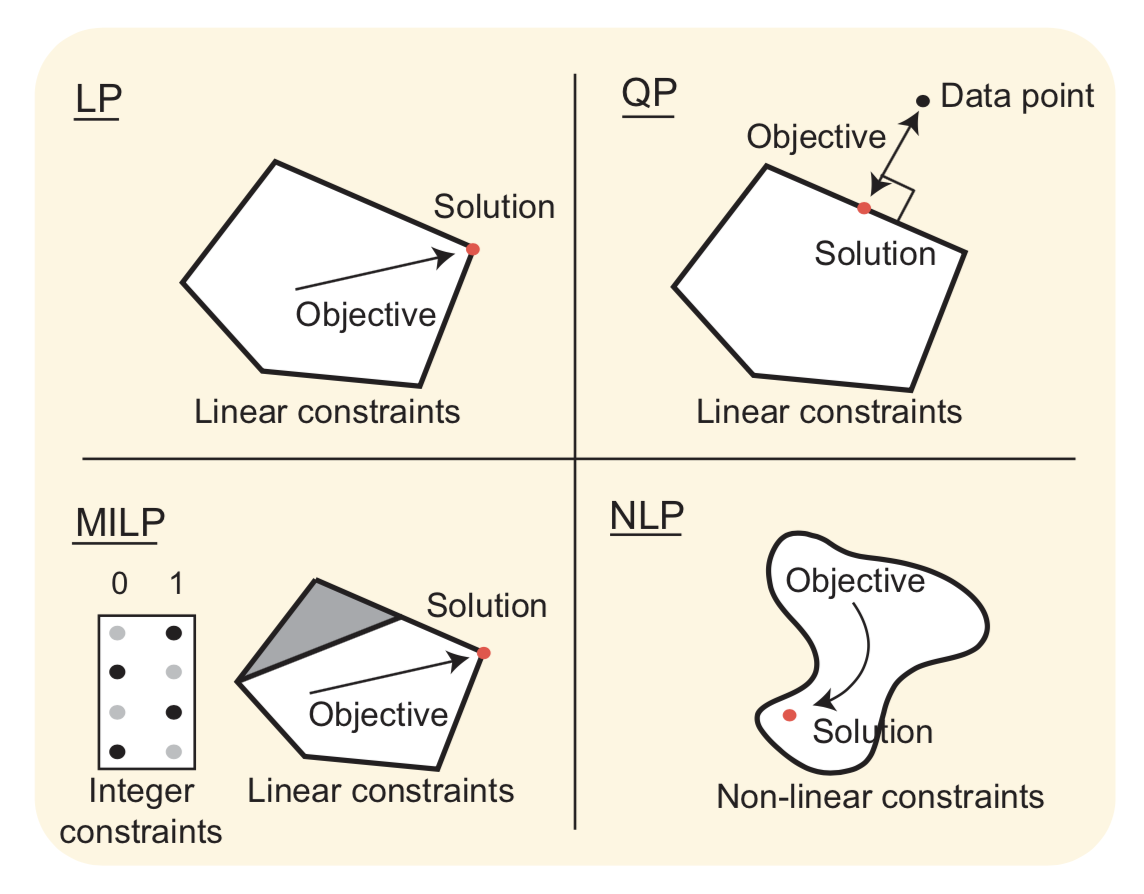 LP
Solution
Objective
Linear constraints
QP
Data point
Objective
Solution
Linear constraints
MILP
0 1
Integer
constraints
Solution
Objective
Linear constraints
NLP
Objective
Solution
Non-linear constraints